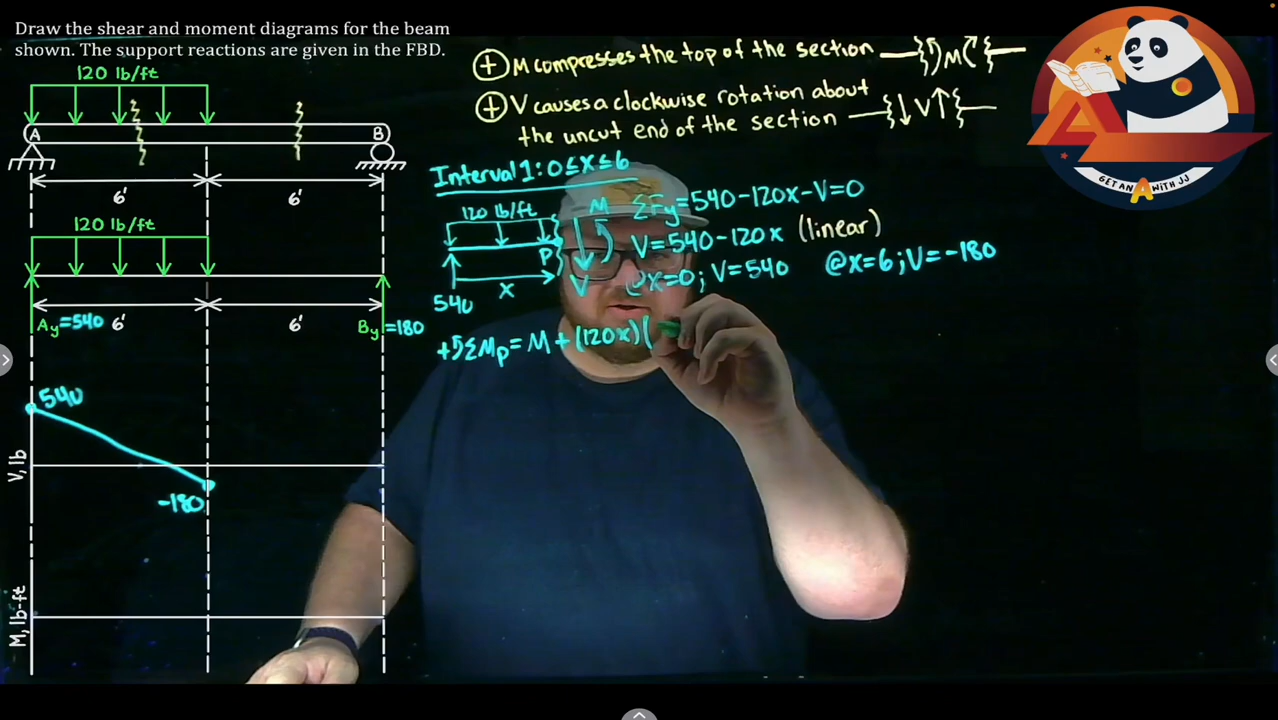 Draw the shear and moment diagrams for the beam
shown. The support reactions are given in the FBD.
120 lb/ft
A
B
6'
6'
120 lb/ft
6'
6'
Ay=540
By=180
540
-180
V, lb
M, lb-ft
⊕ M compresses the top of the section M
⊕ V causes a clockwise rotation about
the uncut end of the section V
Interval 1: 0≤x≤6
120 lb/ft
M
P
V
x
540
ΣFy=540-120x-V=0
V=540-120x (linear)
@x=0; V=540 @x=6; V=-180
+↺ΣMp=M+(120x)(
GET AN A WITH JJ